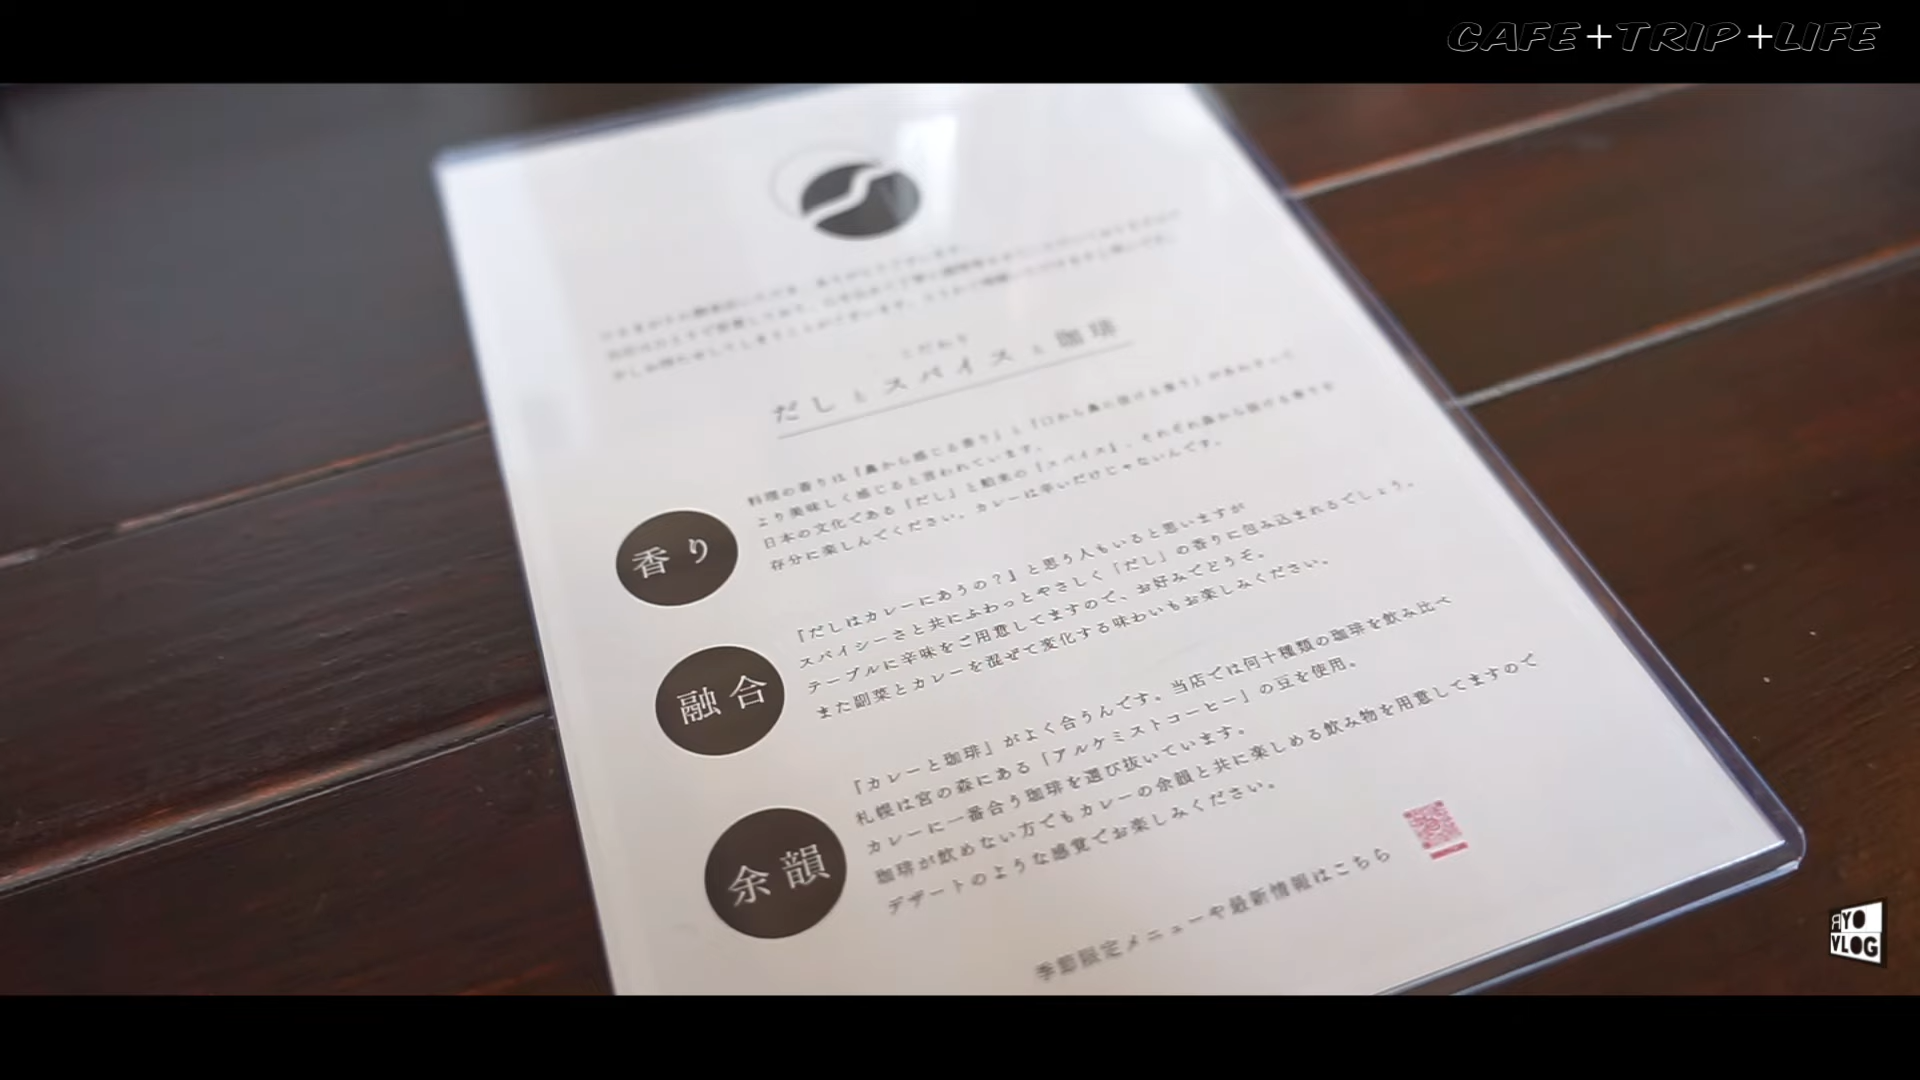 CAFE+TRIP+LIFE
こだわり
だしとスパイスと珈琲
香り
料理の香りは『鼻から感じる香り』と『口から鼻に抜ける香り』があわさって
より美味しく感じると言われています。
日本の文化である『だし』と舶来の『スパイス』、それぞれ鼻から抜ける香りを
存分に楽しんでください。カレーは辛いだけじゃないんです。
融合
『だしはカレーにあうの？』と思う人もいると思いますが
スパイシーさと共にふわっとやさしく「だし」の香りに包み込まれるでしょう。
テーブルに辛味をご用意してますので、お好みでどうぞ。
また副菜とカレーを混ぜて変化する味わいもお楽しみください。
余韻
「カレーと珈琲」がよく合うんです。当店では何十種類の珈琲を飲み比べ
札幌は宮の森にある「アルケミストコーヒー」の豆を使用。
カレーに一番合う珈琲を選び抜いています。
珈琲が飲めない方でもカレーの余韻と共に楽しめる飲み物を用意してますので
デザートのような感覚でお楽しみください。
季節限定メニューや最新情報はこちら
RYO
VLOG